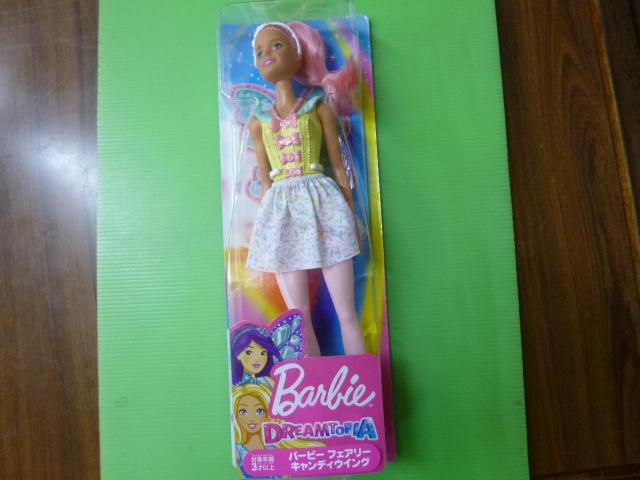 Barbie
DREAMTOPIA
対象年齢
3才以上
バービー フェアリー
キャンディウイング